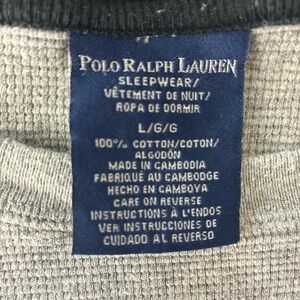 POLO RALPH LAUREN
SLEEPWEAR/
VÊTEMENT DE NUIT/
ROPA DE DORMIR
L/G/G
100% COTTON/COTON/
ALGODÓN
MADE IN CAMBODIA
FABRIQUÉ AU CAMBODGE
HECHO EN CAMBOYA
CARE ON REVERSE
INSTRUCTIONS À L'ENDOS
VER INSTRUCCIONES DE
CUIDADO AL REVERSO